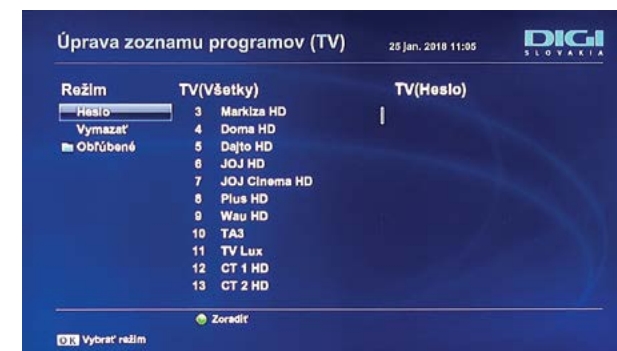 Úprava zoznamu programov (TV)
25 jan. 2018 11:05
DIGI
SLOVAKIA
Režim
Heslo
Vymazať
Obľúbené
TV(Všetky)
3 Markíza HD
4 Doma HD
5 Dajto HD
6 JOJ HD
7 JOJ Cinema HD
8 Plus HD
9 Wau HD
10 TA3
11 TV Lux
12 CT 1 HD
13 CT 2 HD
TV(Heslo)
Zoradiť
OK Vybrať režim